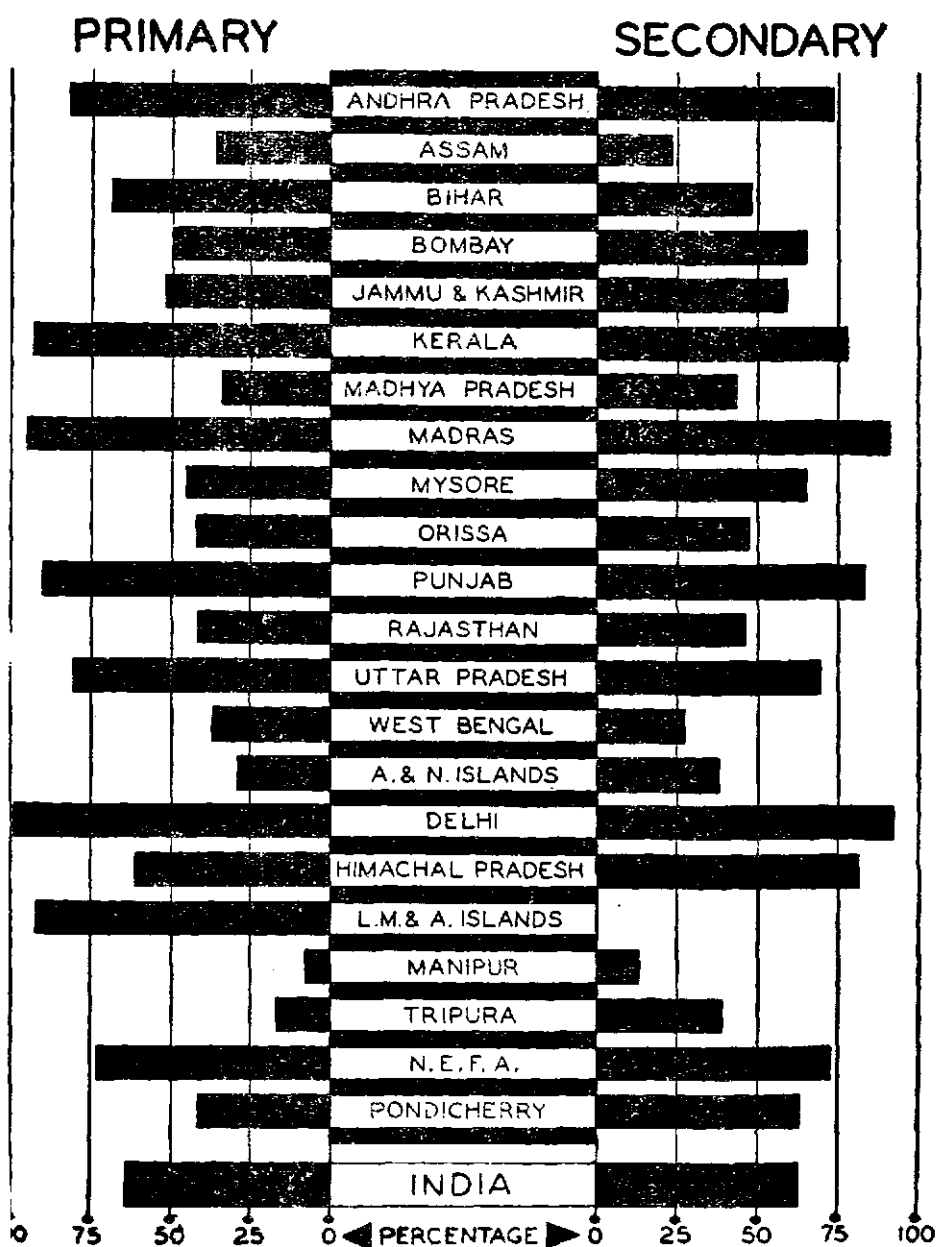 PRIMARY
SECONDARY
ANDHRA PRADESH
ASSAM
BIHAR
BOMBAY
JAMMU & KASHMIR
KERALA
MADHYA PRADESH
MADRAS
MYSORE
ORISSA
PUNJAB
RAJASTHAN
UTTAR PRADESH
WEST BENGAL
A. & N. ISLANDS
DELHI
HIMACHAL PRADESH
L.M. & A. ISLANDS
MANIPUR
TRIPURA
N. E. F. A.
PONDICHERRY
INDIA
75 50 25 0 PERCENTAGE 0 25 50 75 100